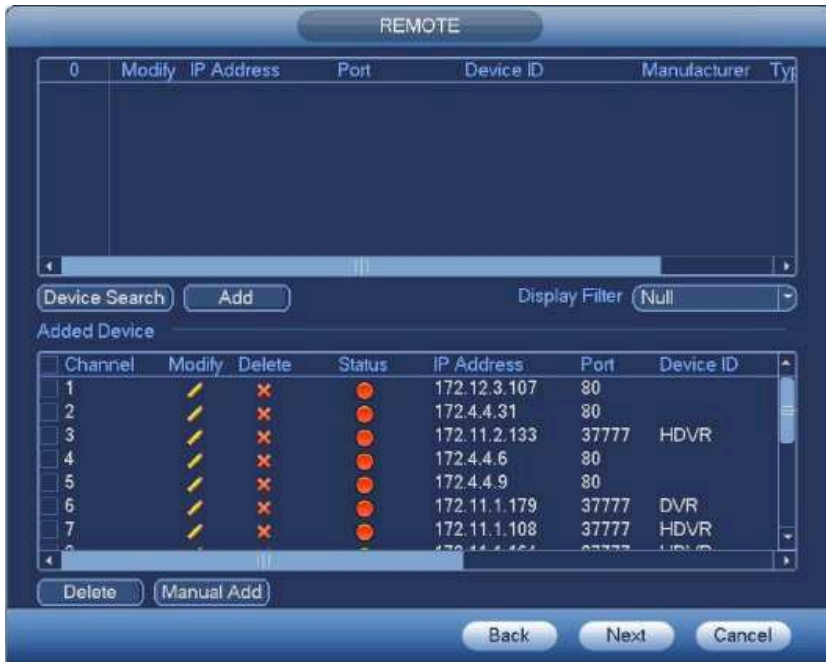 REMOTE
0 Modify IP Address Port Device ID Manufacturer Typ
Device Search Add Display Filter Null
Added Device
Channel Modify Delete Status IP Address Port Device ID
1 172.12.3.107 80
2 172.4.4.31 80
3 172.11.2.133 37777 HDVR
4 172.4.4.6 80
5 172.4.4.9 80
6 172.11.1.179 37777 DVR
7 172.11.1.108 37777 HDVR
Delete Manual Add
Back Next Cancel